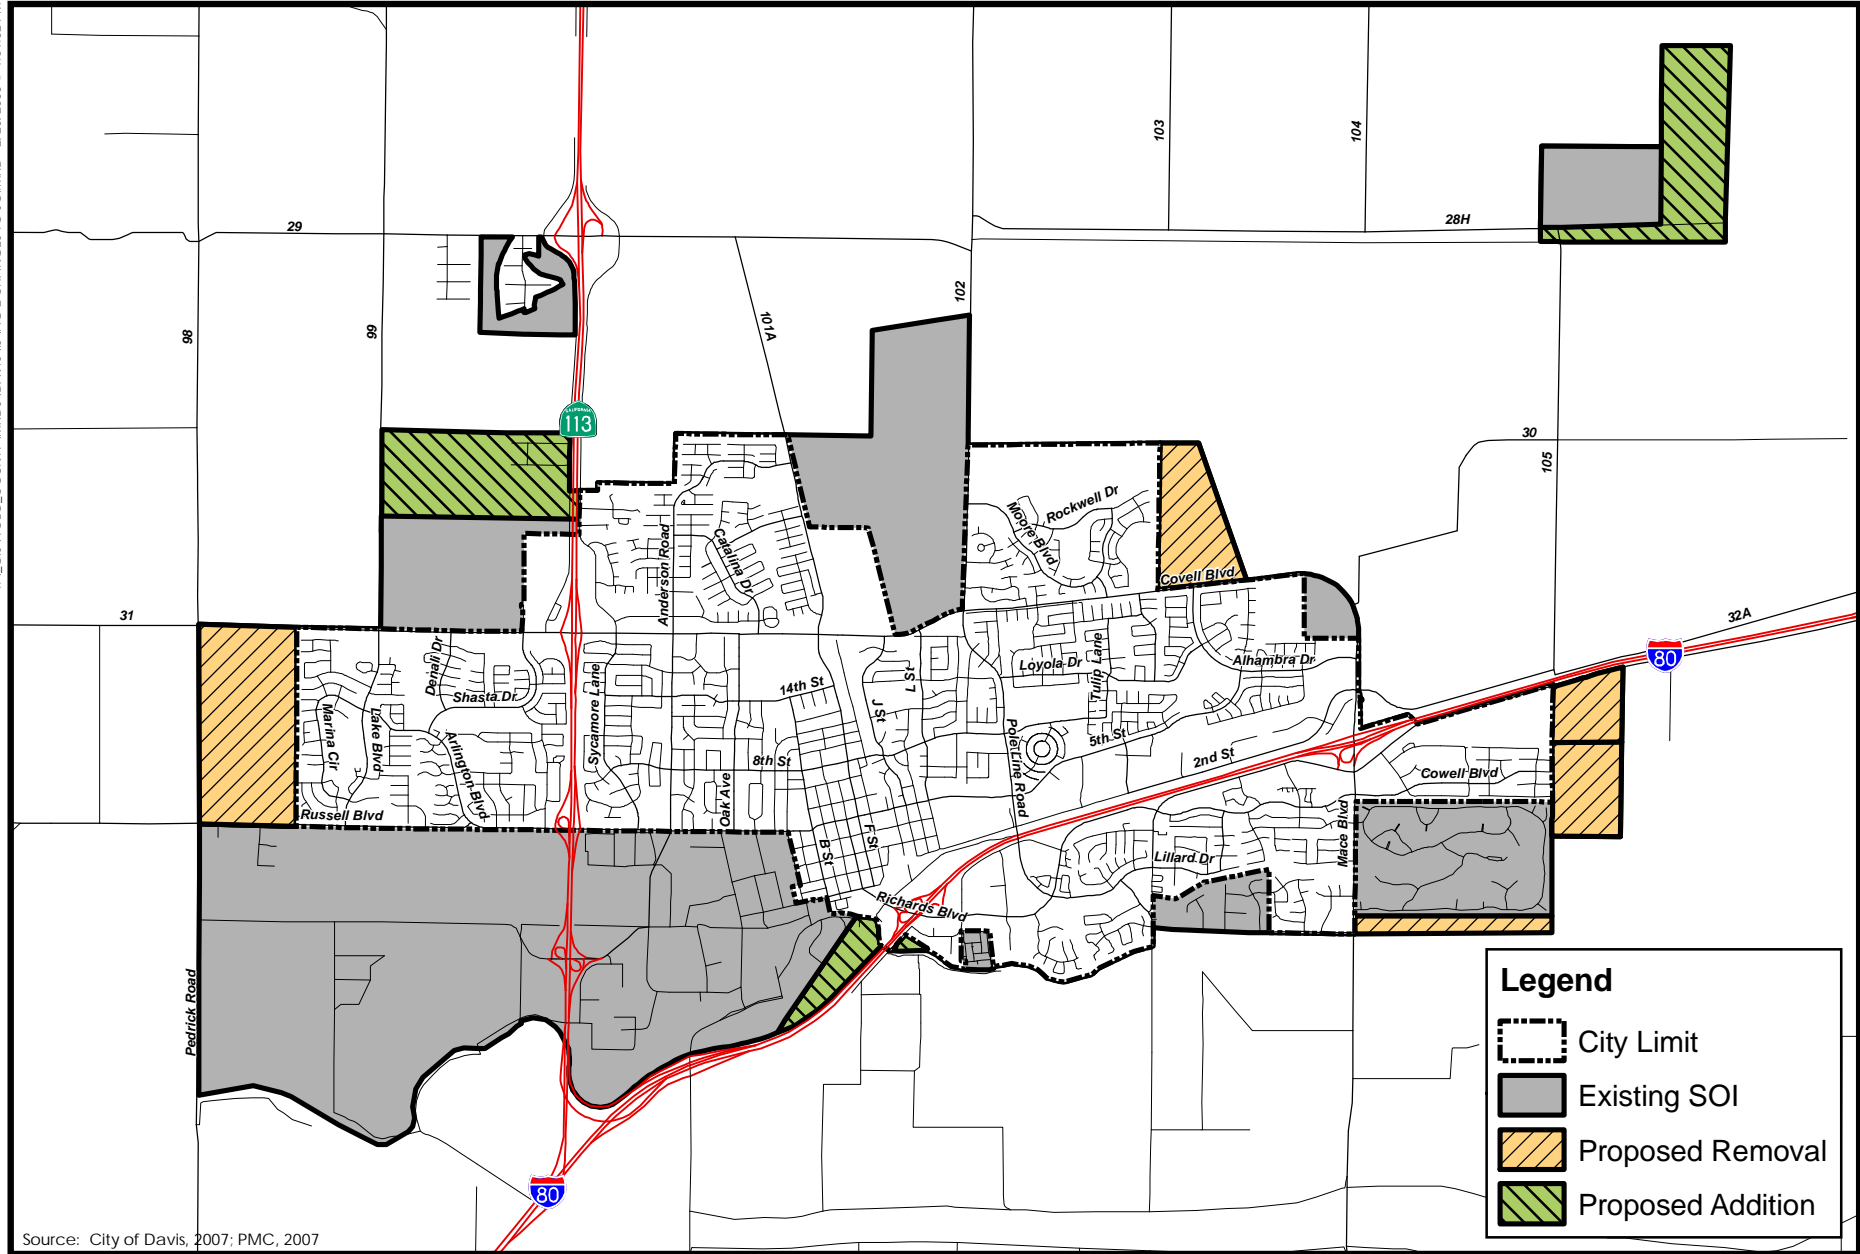 103
104
28H
29
102
101A
98
99
CALIFORNIA
113
30
105
Rockwell Dr
Moore Blvd
Catalina Dr
Anderson Road
Covell Blvd
31
32A
80
Denali Dr
Shasta Dr
Sycamore Lane
14th St
L St
J St
Loyola Dr
Tulip Lane
Alhambra Dr
Marina Cir
Lake Blvd
Arlington Blvd
8th St
Oak Ave
Pole Line Road
5th St
2nd St
Cowell Blvd
Russell Blvd
B St
F St
Mace Blvd
Lillard Dr
Richards Blvd
Pedrick Road
80
Legend
City Limit
Existing SOI
Proposed Removal
Proposed Addition
Source: City of Davis, 2007; PMC, 2007